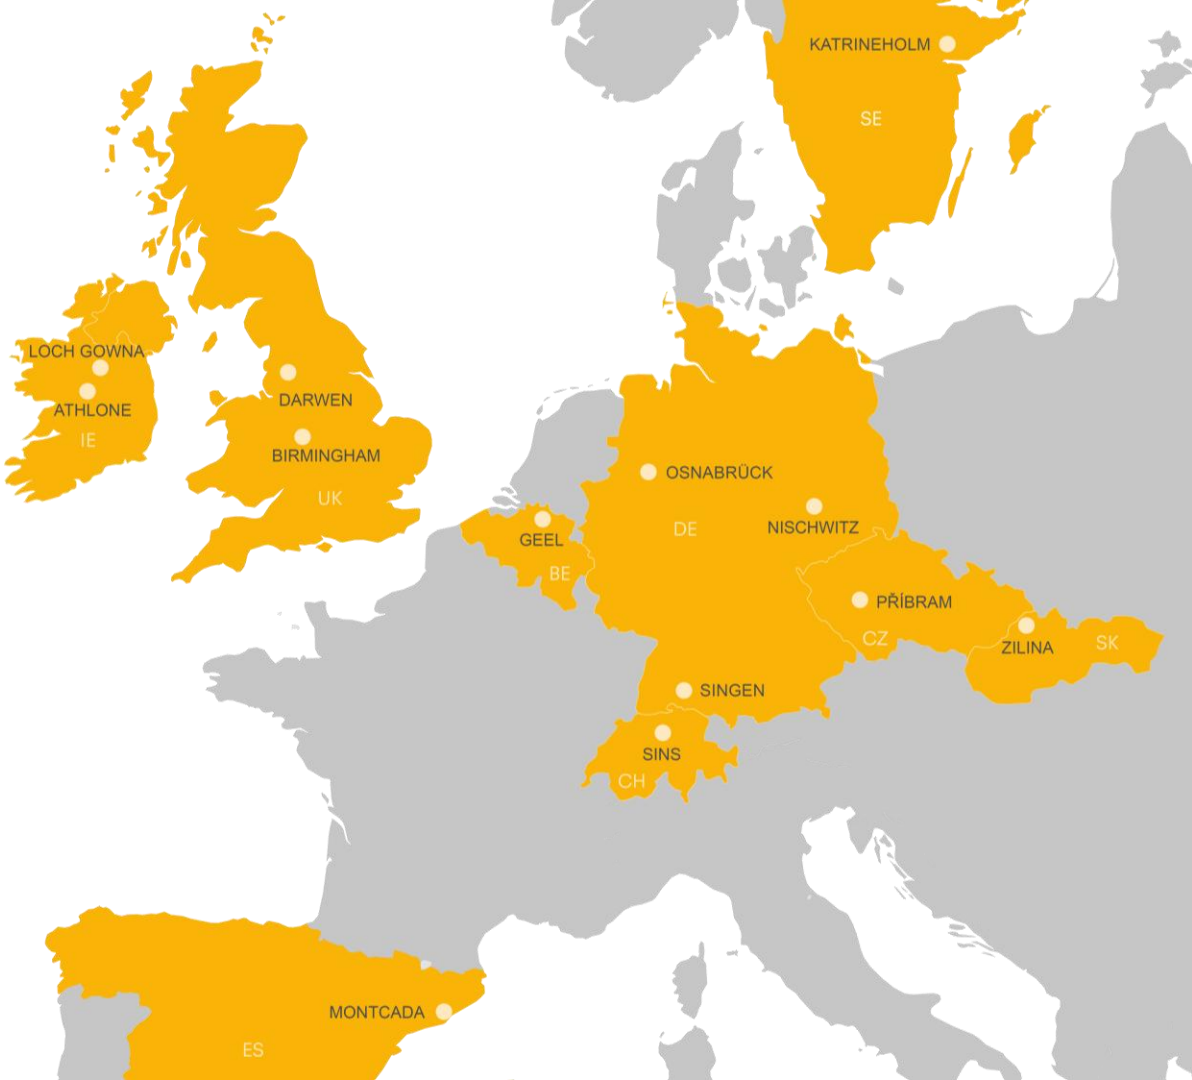 KATRINEHOLM
SE
LOCH GOWNA
ATHLONE
IE
DARWEN
BIRMINGHAM
UK
OSNABRÜCK
NISCHWITZ
DE
GEEL
BE
PŘÍBRAM
CZ
ZILINA
SK
SINGEN
SINS
CH
MONTCADA
ES